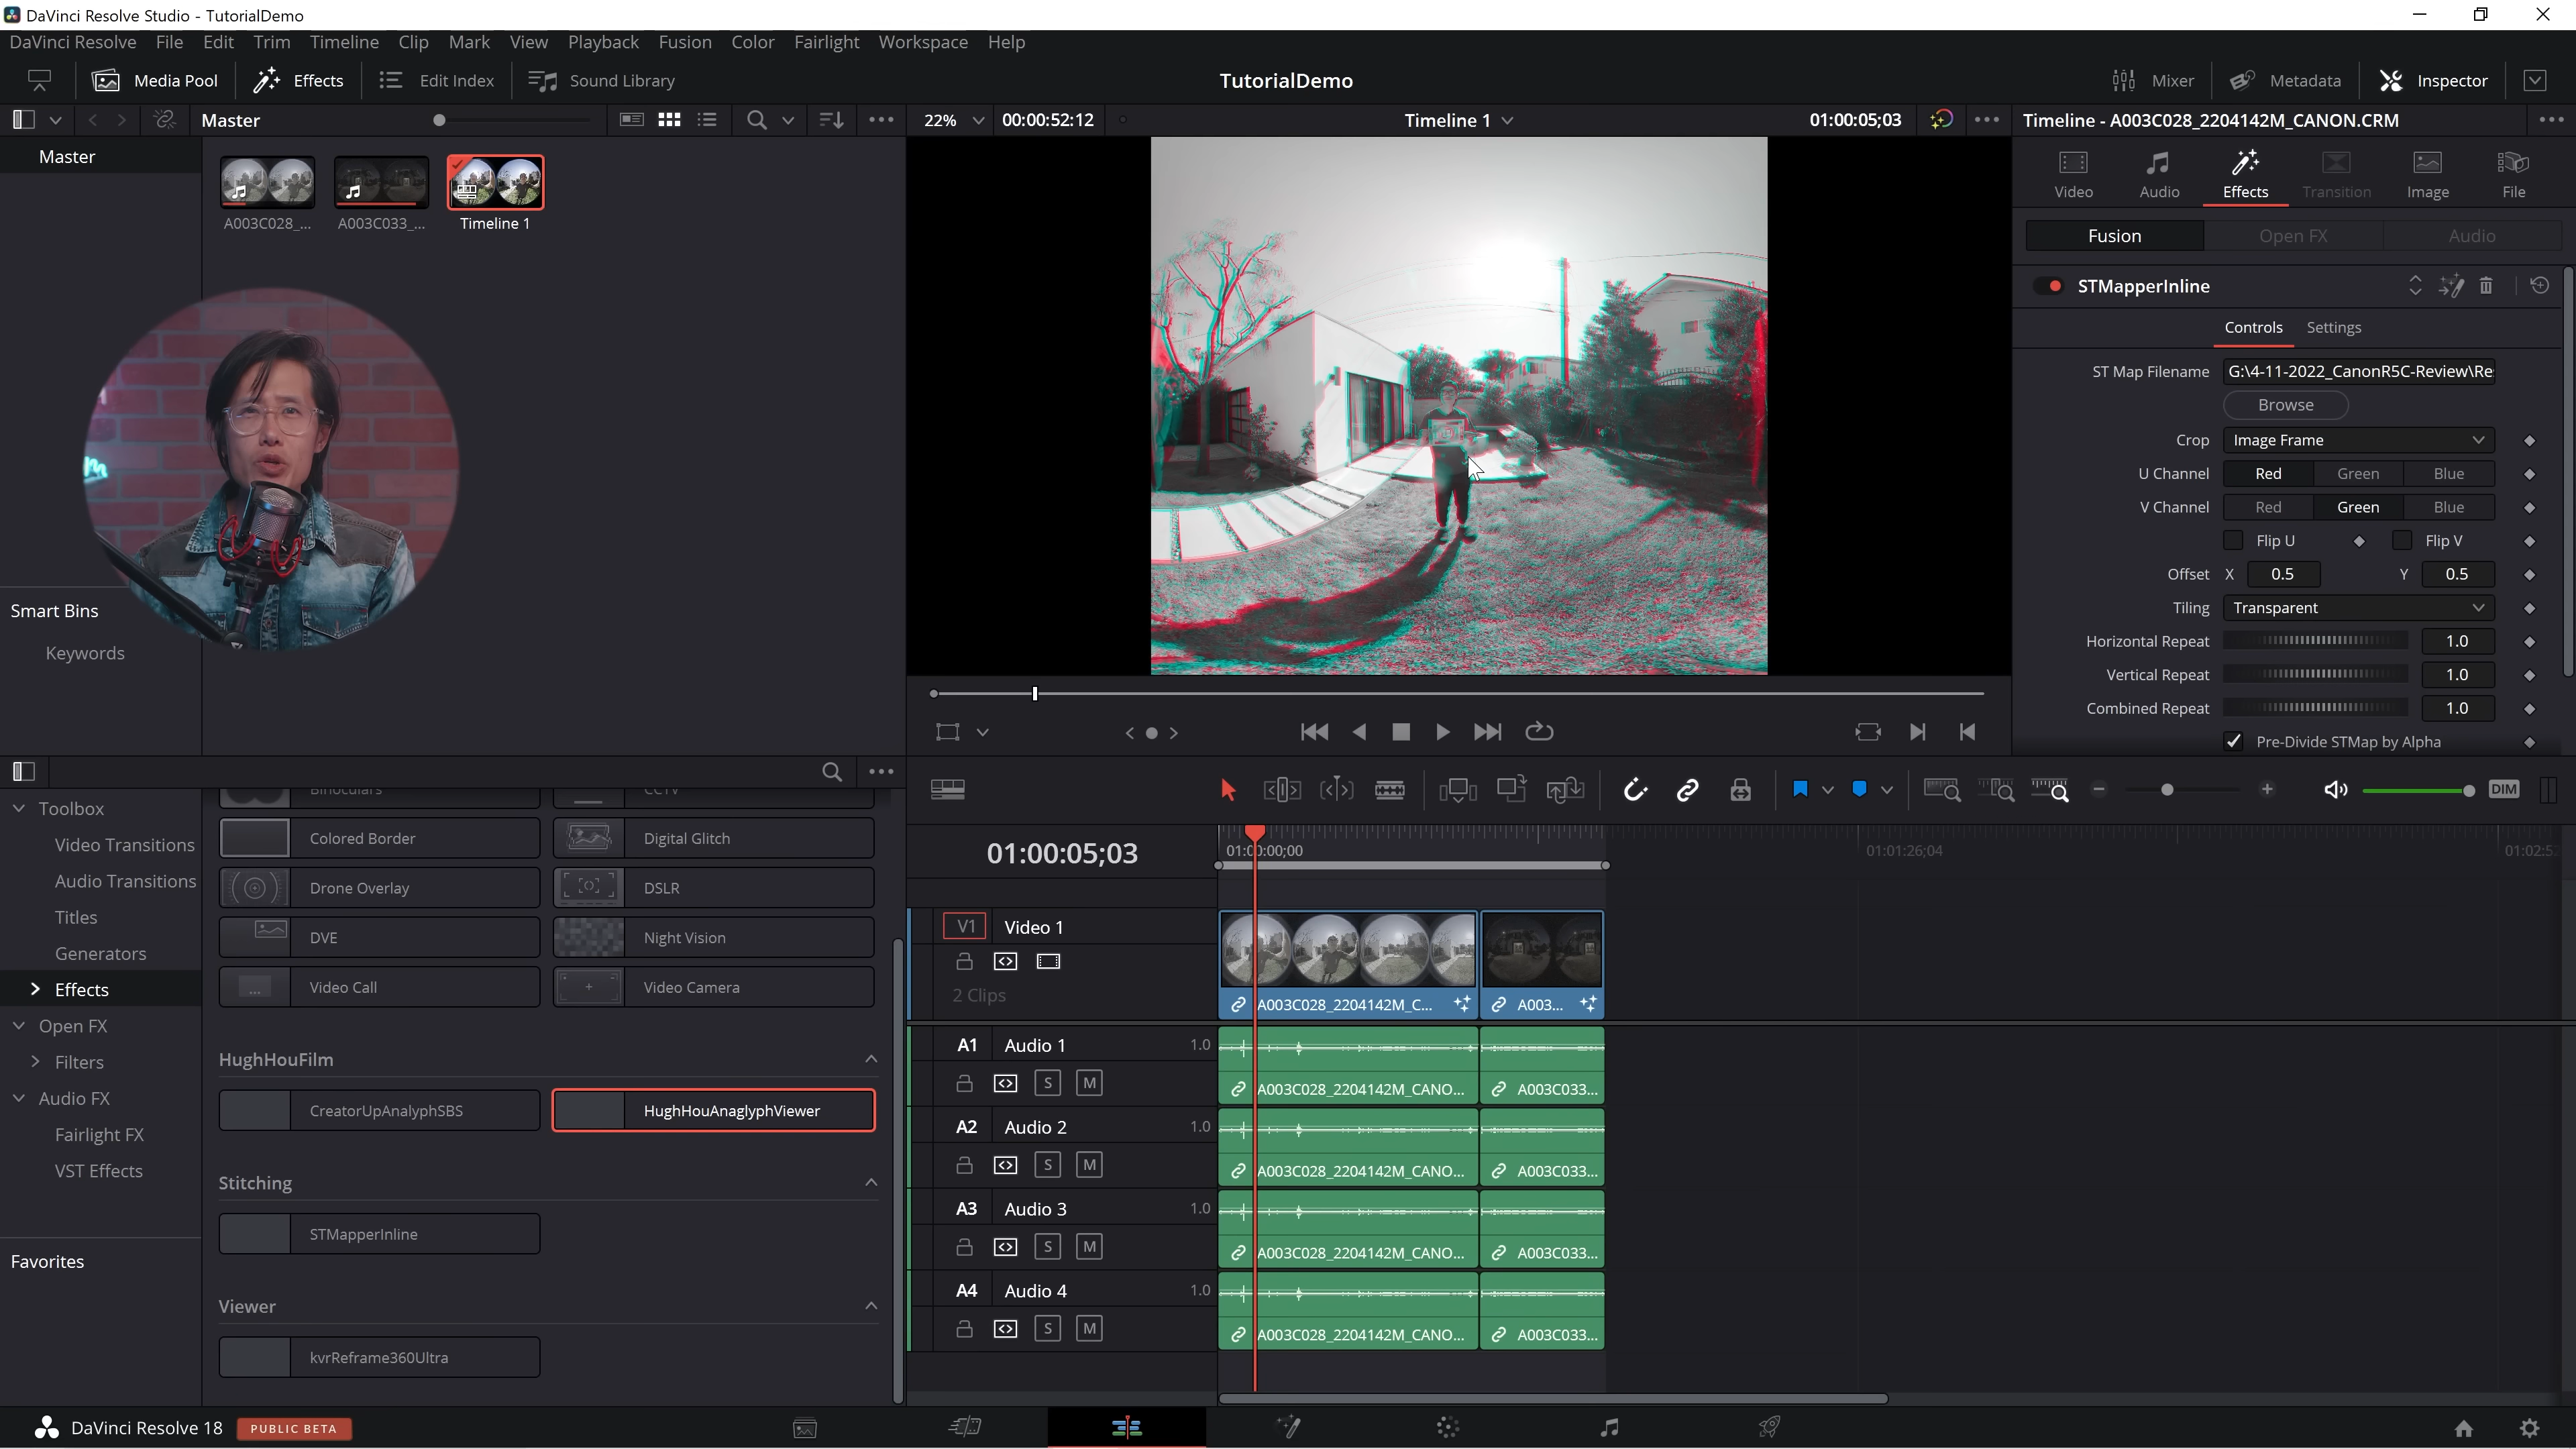 DaVinci Resolve Studio - TutorialDemo
DaVinci Resolve File Edit Trim Timeline Clip Mark View Playback Fusion Color Fairlight Workspace Help
Media Pool Effects Edit Index Sound Library
TutorialDemo
Mixer Metadata Inspector
Master
22% 00:00:52:12 Timeline 1 01:00:05;03
Timeline - A003C028_2204142M_CANON.CRM
Master
A003C028_... A003C033_... Timeline 1
Smart Bins
Keywords
Video Audio Effects Transition Image File
Fusion Open FX Audio
STMapperInline
Controls Settings
ST Map Filename G:\4-11-2022_CanonR5C-Review\Re
Browse
Crop Image Frame
U Channel Red Green Blue
V Channel Red Green Blue
Flip U Flip V
Offset X 0.5 Y 0.5
Tiling Transparent
Horizontal Repeat 1.0
Vertical Repeat 1.0
Combined Repeat 1.0
Pre-Divide STMap by Alpha
Toolbox
Video Transitions
Audio Transitions
Titles
Generators
Effects
Open FX
Filters
Audio FX
Fairlight FX
VST Effects
Favorites
Binoculars CCTV
Colored Border Digital Glitch
Drone Overlay DSLR
DVE Night Vision
Video Call Video Camera
HughHouFilm
CreatorUpAnalyphSBS HughHouAnaglyphViewer
Stitching
STMapperInline
Viewer
kvrReframe360Ultra
DIM
01:00:05;03
01:00:00;00 01:01:26;04 01:02:5
V1 Video 1
2 Clips
A003C028_2204142M_C... A003...
A1 Audio 1 1.0
S M
A003C028_2204142M_CANO... A003C033...
A2 Audio 2 1.0
S M
A003C028_2204142M_CANO... A003C033...
A3 Audio 3 1.0
S M
A003C028_2204142M_CANO... A003C033...
A4 Audio 4 1.0
S M
A003C028_2204142M_CANO... A003C033...
DaVinci Resolve 18 PUBLIC BETA